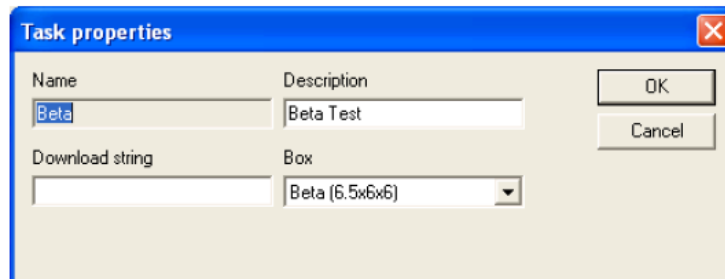 Task properties
Name
Description
OK
Beta
Beta Test
Cancel
Download string
Box
Beta (6.5x6x6)